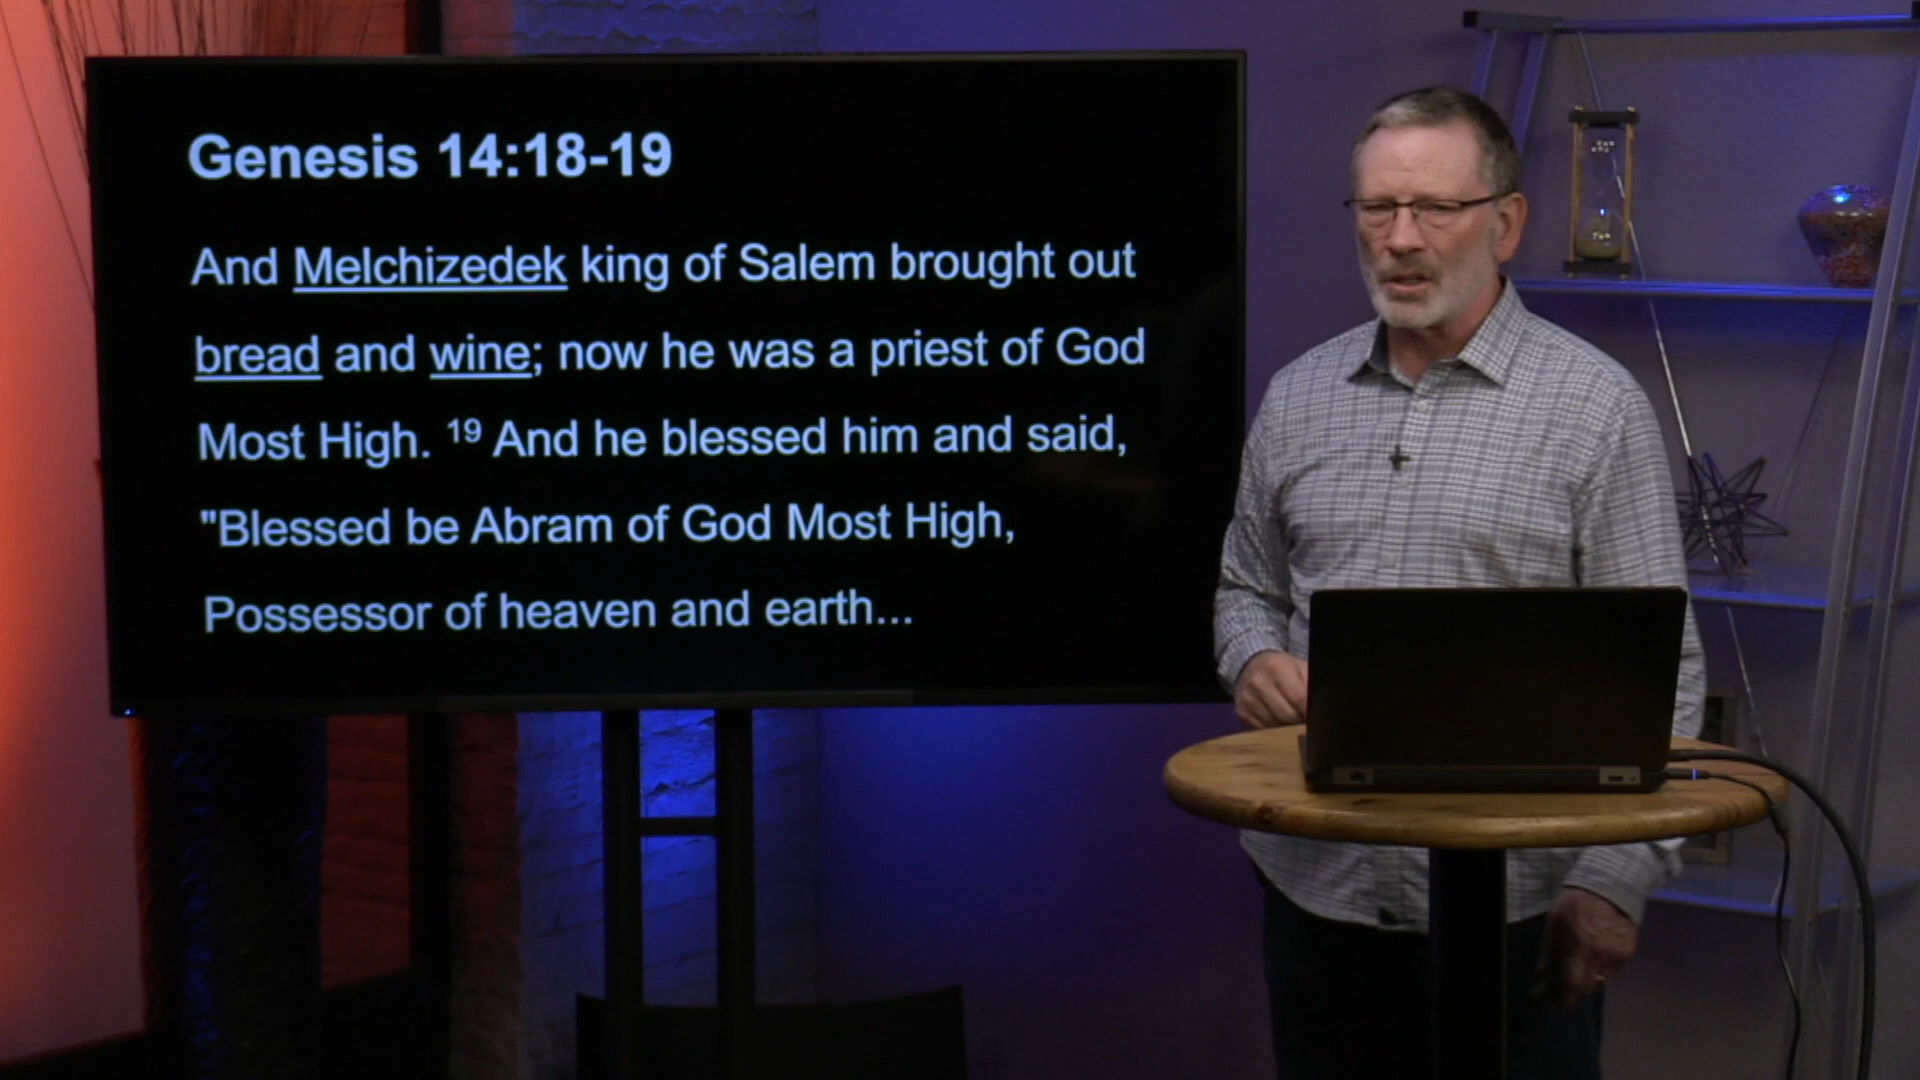 Genesis 14:18-19
And Melchizedek king of Salem brought out
bread and wine; now he was a priest of God
Most High. ¹⁹ And he blessed him and said,
"Blessed be Abram of God Most High,
Possessor of heaven and earth...